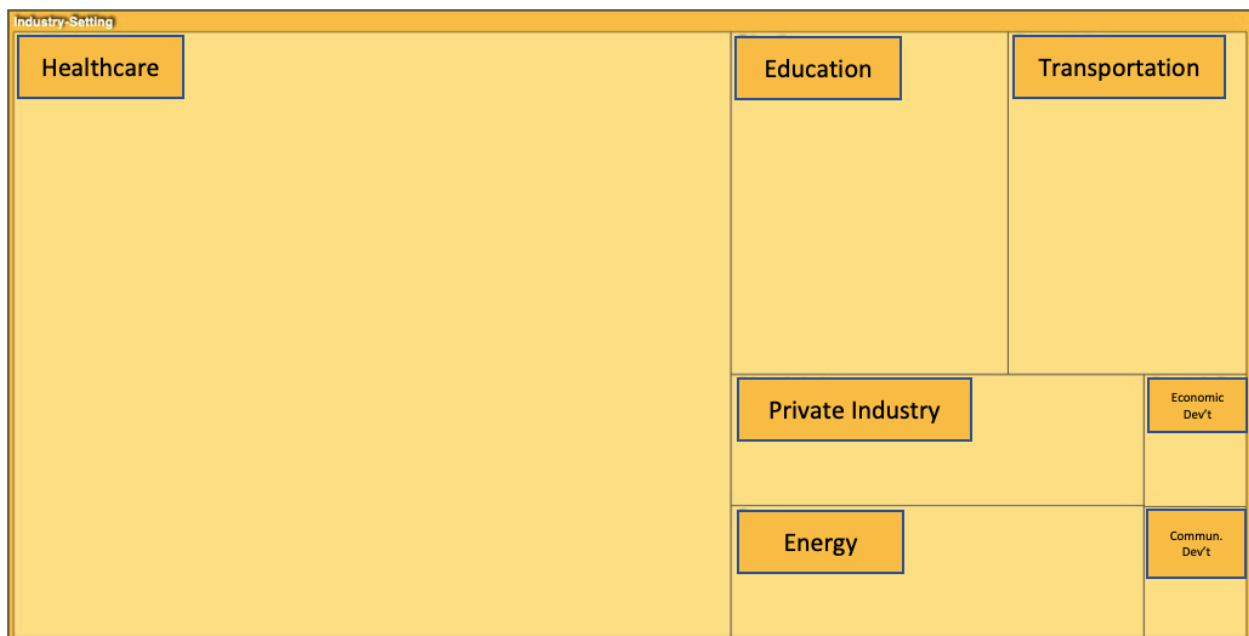 Industry-Setting
Healthcare
Education
Transportation
Private Industry
Economic
Dev't
Energy
Commun.
Dev't